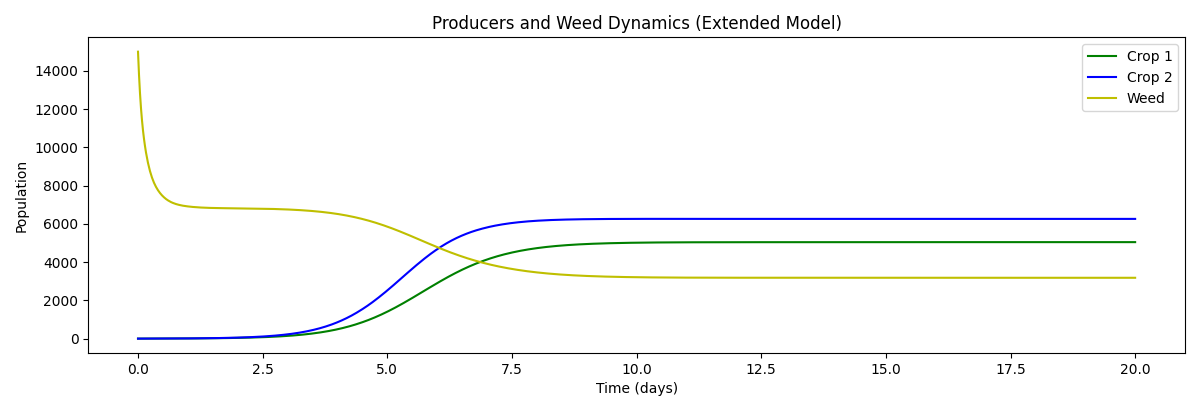 Producers and Weed Dynamics (Extended Model)
Crop 1
Crop 2
Weed
Population
14000
12000
10000
8000
6000
4000
2000
0
0.0 2.5 5.0 7.5 10.0 12.5 15.0 17.5 20.0
Time (days)